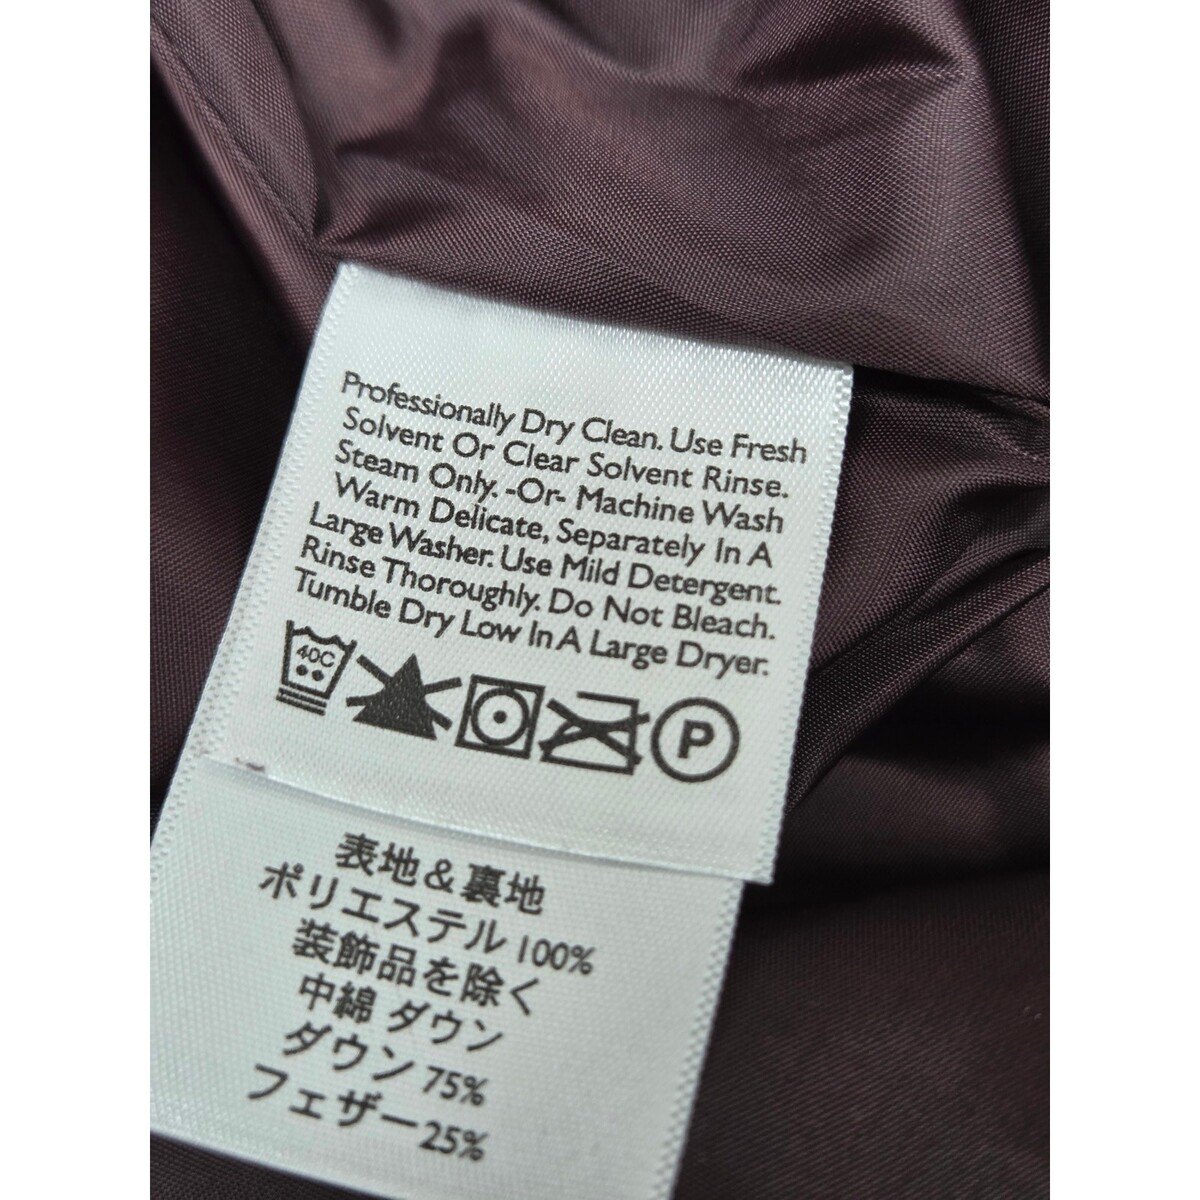 Professionally Dry Clean. Use Fresh
Solvent Or Clear Solvent Rinse.
Steam Only. -Or- Machine Wash
Warm Delicate, Separately In A
Large Washer. Use Mild Detergent.
Rinse Thoroughly. Do Not Bleach.
Tumble Dry Low In A Large Dryer.
40C
P
表地&裏地
ポリエステル 100%
装飾品を除く
中綿 ダウン
ダウン 75%
フェザー 25%